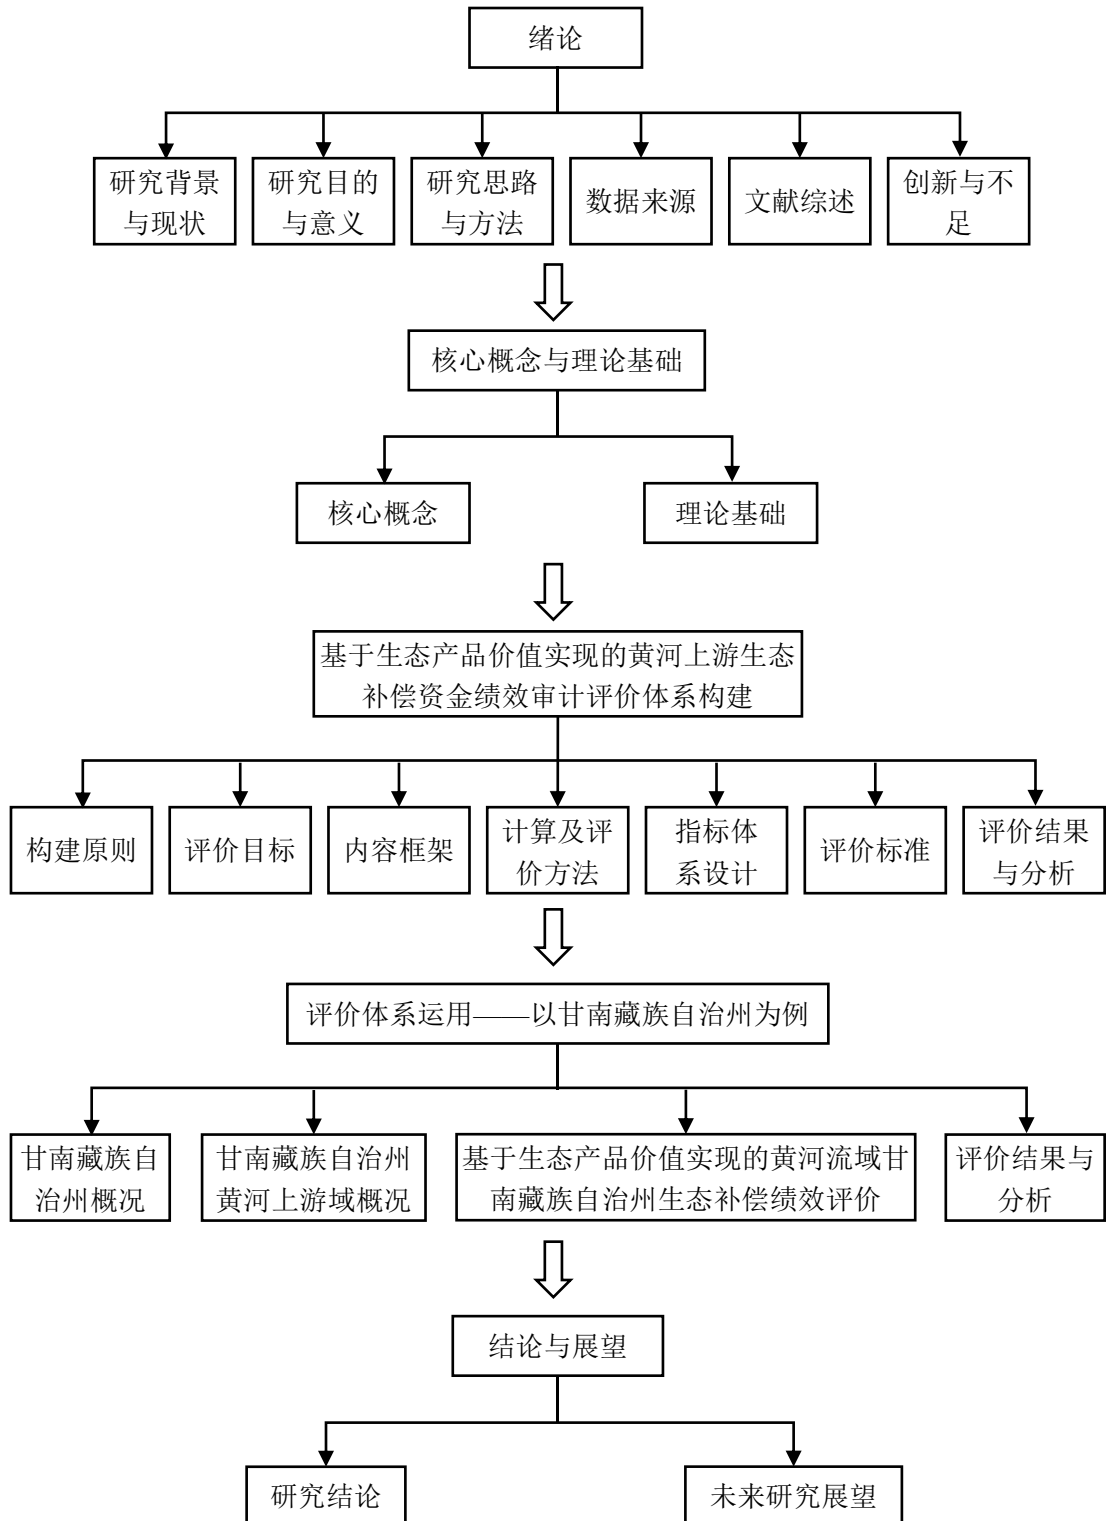 绪论
研究背景
与现状
研究目的
与意义
研究思路
与方法
数据来源
文献综述
创新与不
足
核心概念与理论基础
核心概念
理论基础
基于生态产品价值实现的黄河上游生态
补偿资金绩效审计评价体系构建
构建原则
评价目标
内容框架
计算及评
价方法
指标体
系设计
评价标准
评价结果
与分析
评价体系运用——以甘南藏族自治州为例
甘南藏族自
治州概况
甘南藏族自治州
黄河上游域概况
基于生态产品价值实现的黄河流域甘
南藏族自治州生态补偿绩效评价
评价结果与
分析
结论与展望
研究结论
未来研究展望